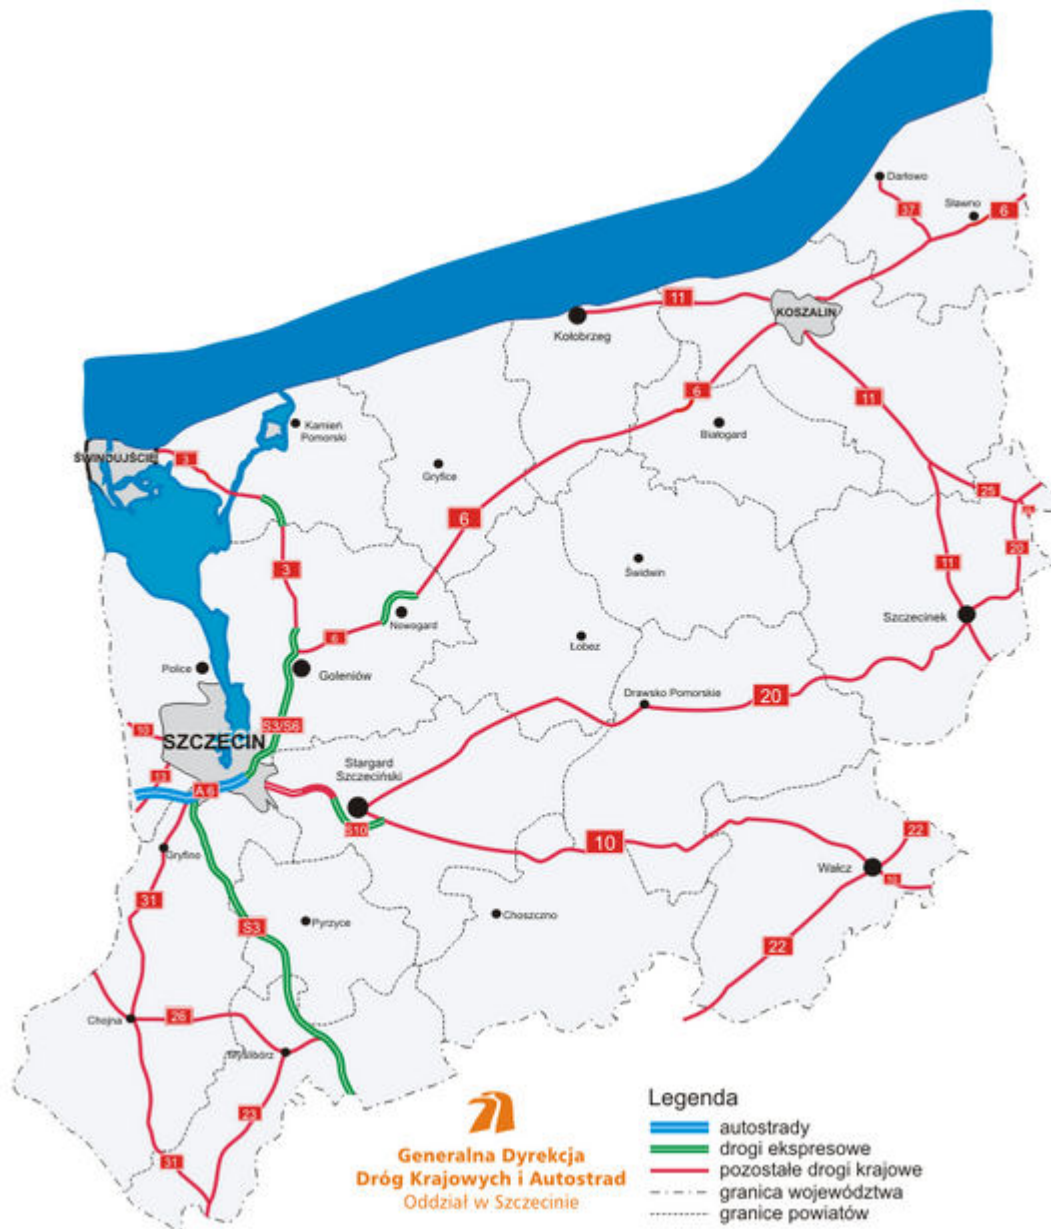 Darłowo
37
Sławno
6
11
KOSZALIN
Kołobrzeg
6
11
Białogard
Kamień
Pomorski
ŚWINOUJŚCIE
3
Gryfice
25
6
20
11
Świdwin
3
Szczecinek
Nowogard
6
Łobez
Police
Goleniów
Drawsko Pomorskie
20
S3/S6
10
SZCZECIN
Stargard
Szczeciński
13
A 6
S10
10
22
Gryfino
Wałcz
10
31
Choszczno
Pyrzyce
S3
22
Chojna
26
Myślibórz
23
31
Generalna Dyrekcja
Dróg Krajowych i Autostrad
Oddział w Szczecinie
Legenda
autostrady
drogi ekspresowe
pozostałe drogi krajowe
granica województwa
granice powiatów